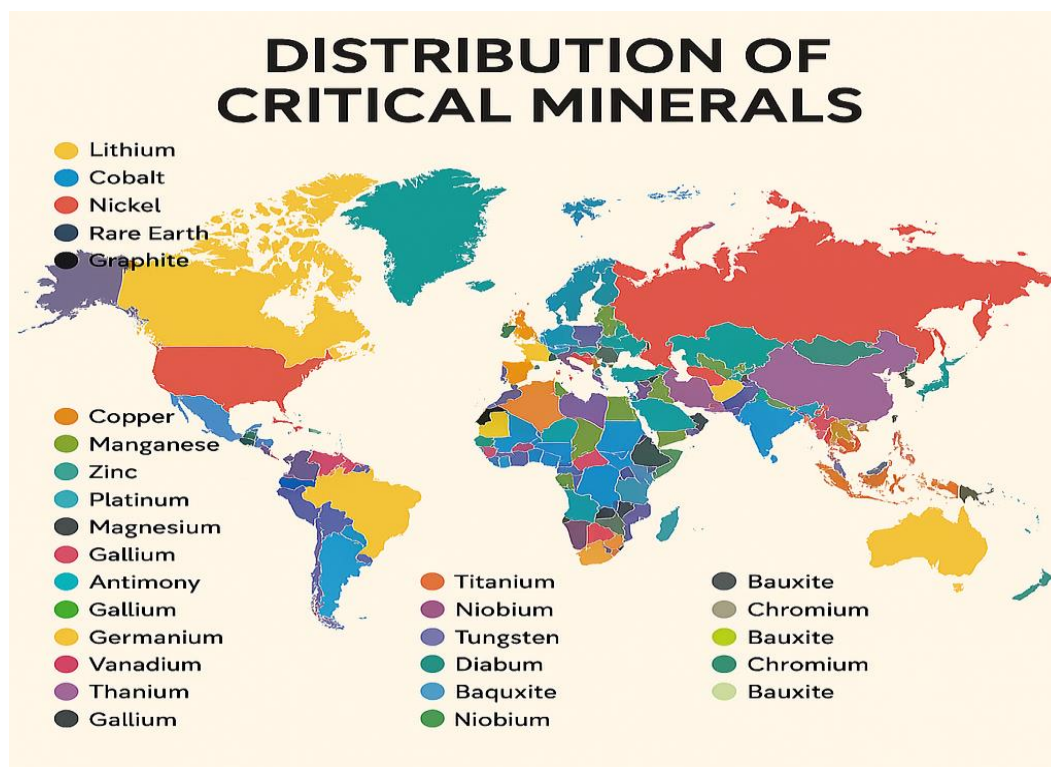 DISTRIBUTION OF
CRITICAL MINERALS
Lithium
Cobalt
Nickel
Rare Earth
Graphite
Copper
Manganese
Zinc
Platinum
Magnesium
Gallium
Antimony
Gallium
Germanium
Vanadium
Thanium
Gallium
Titanium
Niobium
Tungsten
Diabum
Baquxite
Niobium
Bauxite
Chromium
Bauxite
Chromium
Bauxite